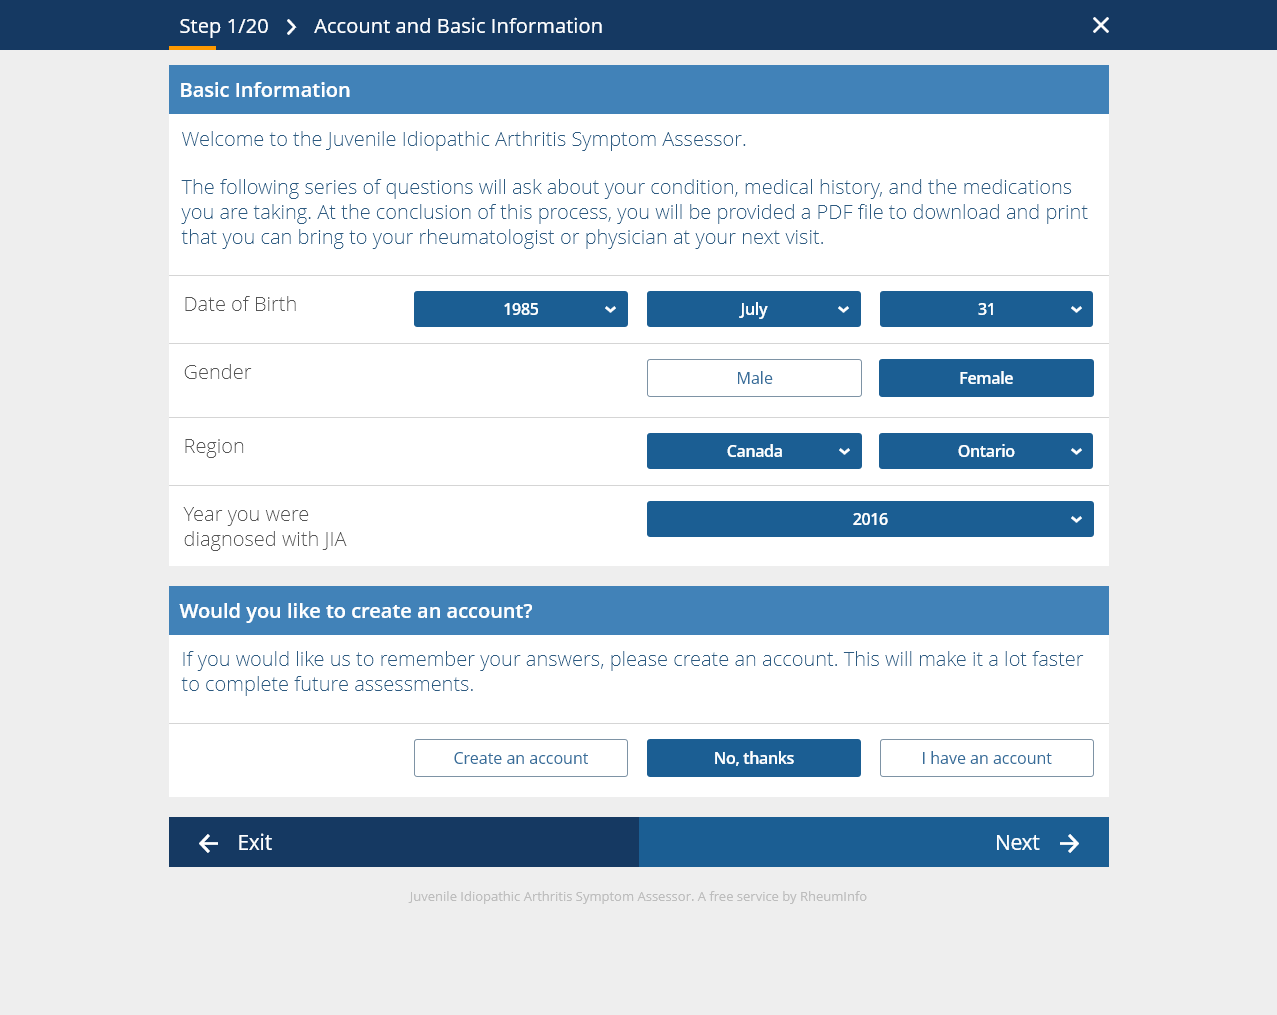 Step 1/20 Account and Basic Information
Basic Information
Welcome to the Juvenile Idiopathic Arthritis Symptom Assessor.
The following series of questions will ask about your condition, medical history, and the medications
you are taking. At the conclusion of this process, you will be provided a PDF file to download and print
that you can bring to your rheumatologist or physician at your next visit.
Date of Birth 1985 July 31
Gender Male Female
Region Canada Ontario
Year you were 2016
diagnosed with JIA
Would you like to create an account?
If you would like us to remember your answers, please create an account. This will make it a lot faster
to complete future assessments.
Create an account No, thanks I have an account
Exit Next
Juvenile Idiopathic Arthritis Symptom Assessor. A free service by RheumInfo